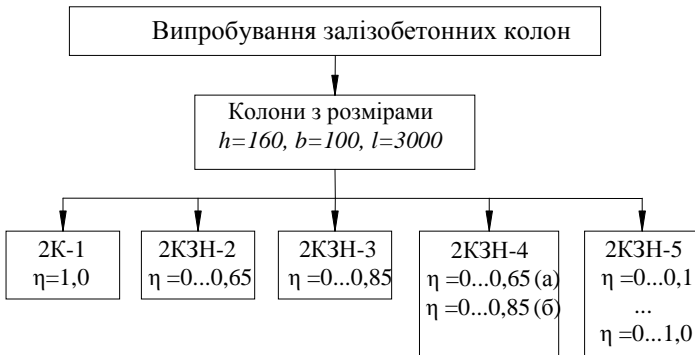 Випробування залізобетонних колон
Колони з розмірами
h=160, b=100, l=3000
2К-1
η=1,0
2КЗН-2
η =0...0,65
2КЗН-3
η =0...0,85
2КЗН-4
η =0...0,65 (а)
η =0...0,85 (б)
2КЗН-5
η =0...0,1
...
η =0...1,0